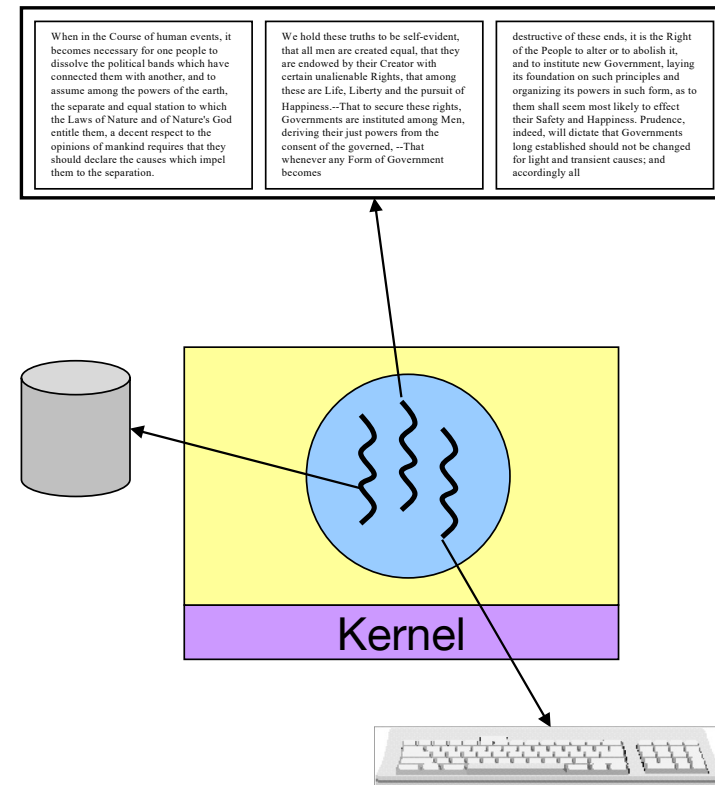 When in the Course of human events, it
becomes necessary for one people to
dissolve the political bands which have
connected them with another, and to
assume among the powers of the earth,
the separate and equal station to which
the Laws of Nature and of Nature's God
entitle them, a decent respect to the
opinions of mankind requires that they
should declare the causes which impel
them to the separation.
We hold these truths to be self-evident,
that all men are created equal, that they
are endowed by their Creator with
certain unalienable Rights, that among
these are Life, Liberty and the pursuit of
Happiness.--That to secure these rights,
Governments are instituted among Men,
deriving their just powers from the
consent of the governed, --That
whenever any Form of Government
becomes
destructive of these ends, it is the Right
of the People to alter or to abolish it,
and to institute new Government, laying
its foundation on such principles and
organizing its powers in such form, as to
them shall seem most likely to effect
their Safety and Happiness. Prudence,
indeed, will dictate that Governments
long established should not be changed
for light and transient causes; and
accordingly all
Kernel